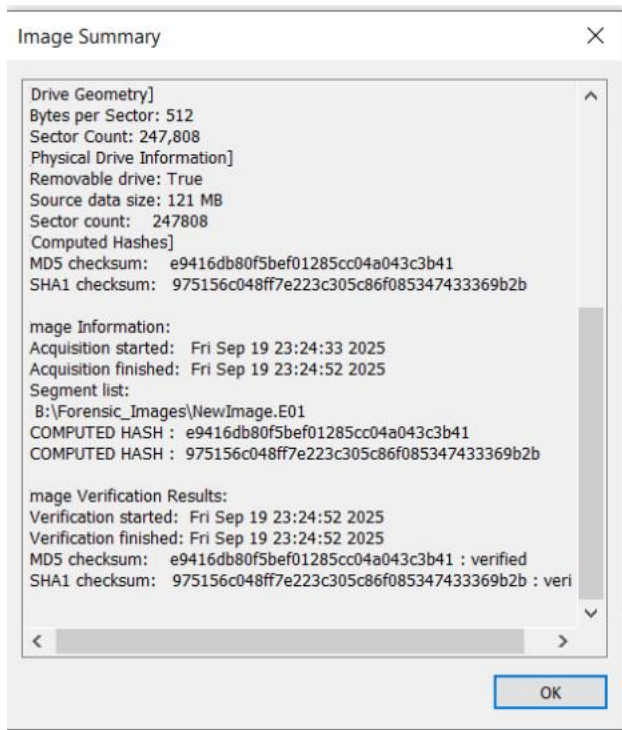 Image Summary
Drive Geometry]
Bytes per Sector: 512
Sector Count: 247,808
Physical Drive Information]
Removable drive: True
Source data size: 121 MB
Sector count: 247808
Computed Hashes]
MD5 checksum: e9416db80f5bef01285cc04a043c3b41
SHA1 checksum: 975156c048ff7e223c305c86f085347433369b2b
mage Information:
Acquisition started: Fri Sep 19 23:24:33 2025
Acquisition finished: Fri Sep 19 23:24:52 2025
Segment list:
B:\Forensic_Images\NewImage.E01
COMPUTED HASH : e9416db80f5bef01285cc04a043c3b41
COMPUTED HASH : 975156c048ff7e223c305c86f085347433369b2b
mage Verification Results:
Verification started: Fri Sep 19 23:24:52 2025
Verification finished: Fri Sep 19 23:24:52 2025
MD5 checksum: e9416db80f5bef01285cc04a043c3b41 : verified
SHA1 checksum: 975156c048ff7e223c305c86f085347433369b2b : veri
OK